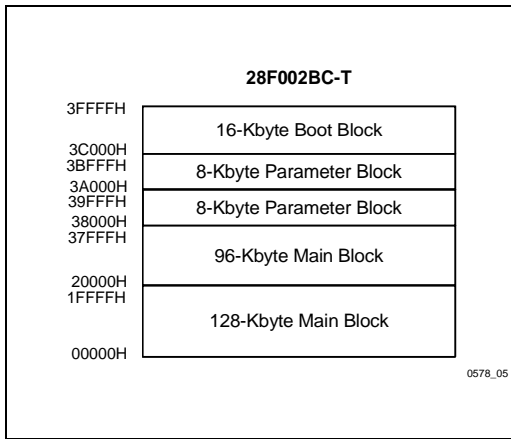 28F002BC-T
3FFFFH
16-Kbyte Boot Block
3C000H
3BFFFH
8-Kbyte Parameter Block
3A000H
39FFFH
8-Kbyte Parameter Block
38000H
37FFFH
96-Kbyte Main Block
20000H
1FFFFH
128-Kbyte Main Block
00000H
0578_05